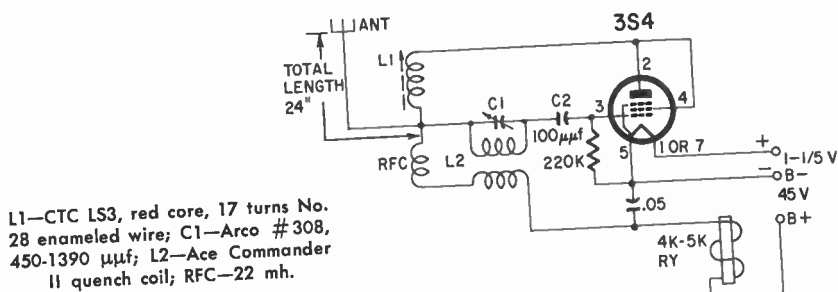 ANT
3S4
TOTAL
LENGTH
24"
L1
2
C1
C2
3
4
100μμf
5
1 OR 7
+
1-1/5 V
RFC
L2
220K
−
B−
45 V
.05
B+
4K-5K
RY
L1—CTC LS3, red core, 17 turns No.
28 enameled wire; C1—Arco #308,
450-1390 μμf; L2—Ace Commander
II quench coil; RFC—22 mh.